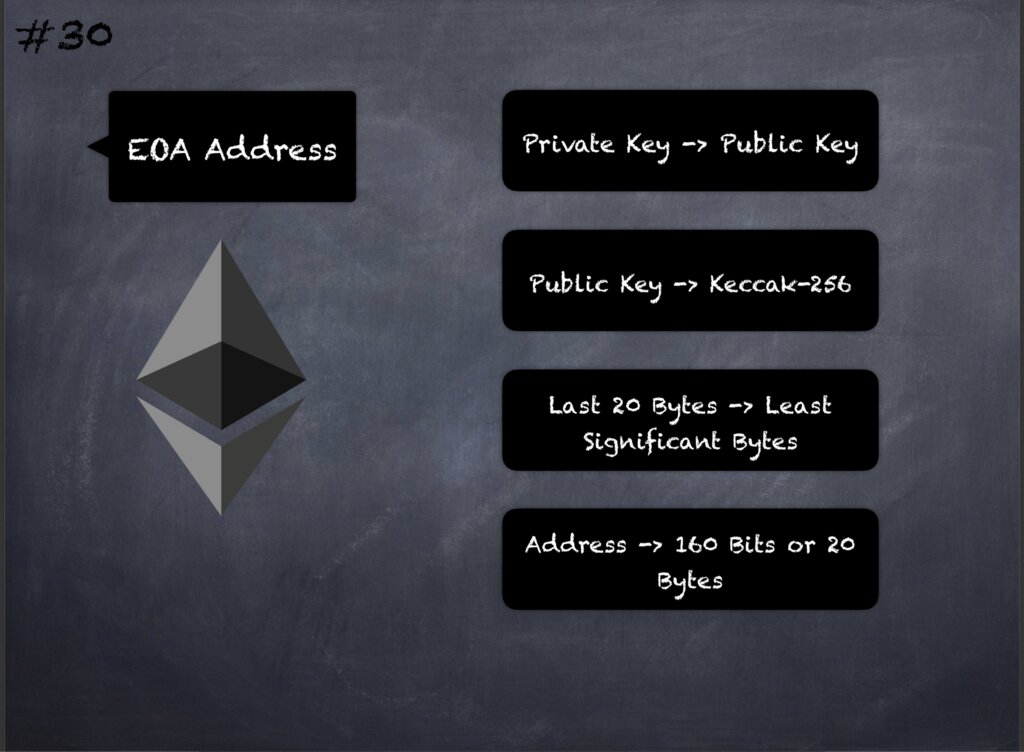 #30
EOA Address
Private Key -> Public Key
Public Key -> Keccak-256
Last 20 Bytes -> Least
Significant Bytes
Address -> 160 Bits or 20
Bytes